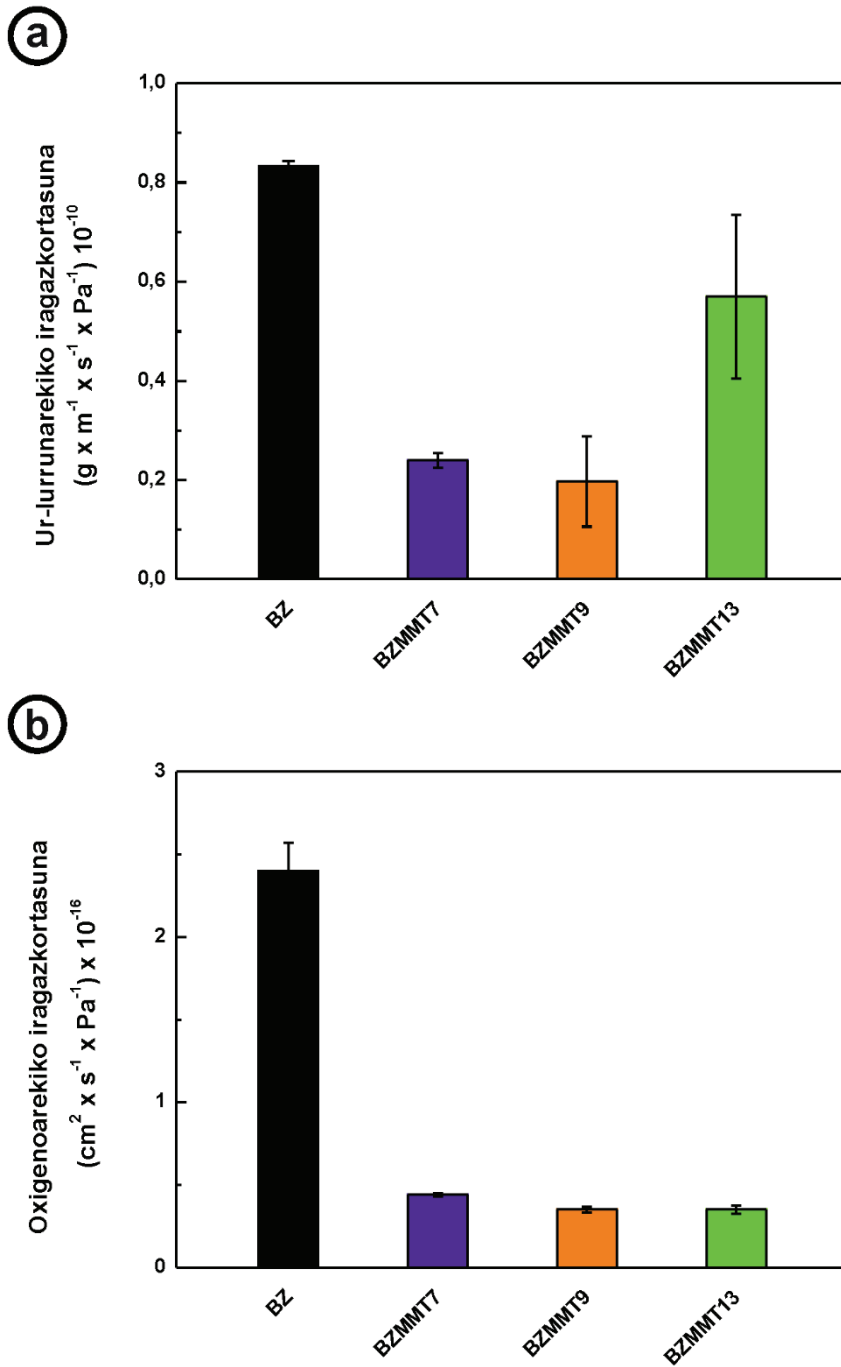 a
Ur-lurrunarekiko iragazkortasuna
(g x m⁻¹ x s⁻¹ x Pa⁻¹) 10⁻¹⁰
1,0
0,8
0,6
0,4
0,2
0,0
BZ
BZMMT7
BZMMT9
BZMMT13
b
Oxigenoarekiko iragazkortasuna
(cm² x s⁻¹ x Pa⁻¹) x 10⁻¹⁶
3
2
1
0
BZ
BZMMT7
BZMMT9
BZMMT13